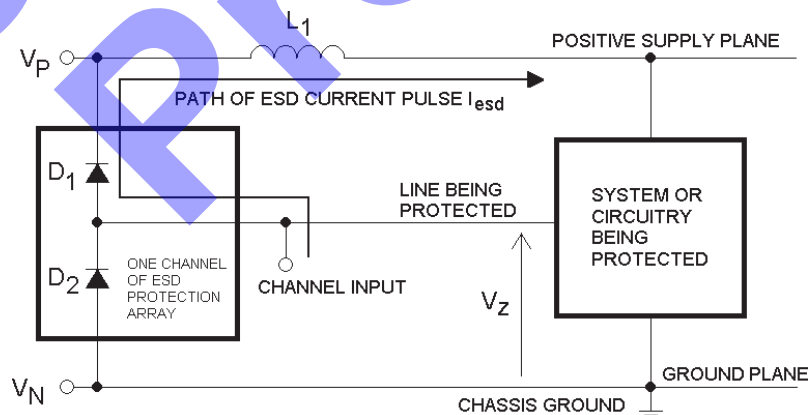 L1
POSITIVE SUPPLY PLANE
VP
PATH OF ESD CURRENT PULSE Iesd
D1
LINE BEING
PROTECTED
SYSTEM OR
CIRCUITRY
BEING
PROTECTED
ONE CHANNEL
OF ESD
PROTECTION
ARRAY
D2
CHANNEL INPUT
VZ
GROUND PLANE
VN
CHASSIS GROUND